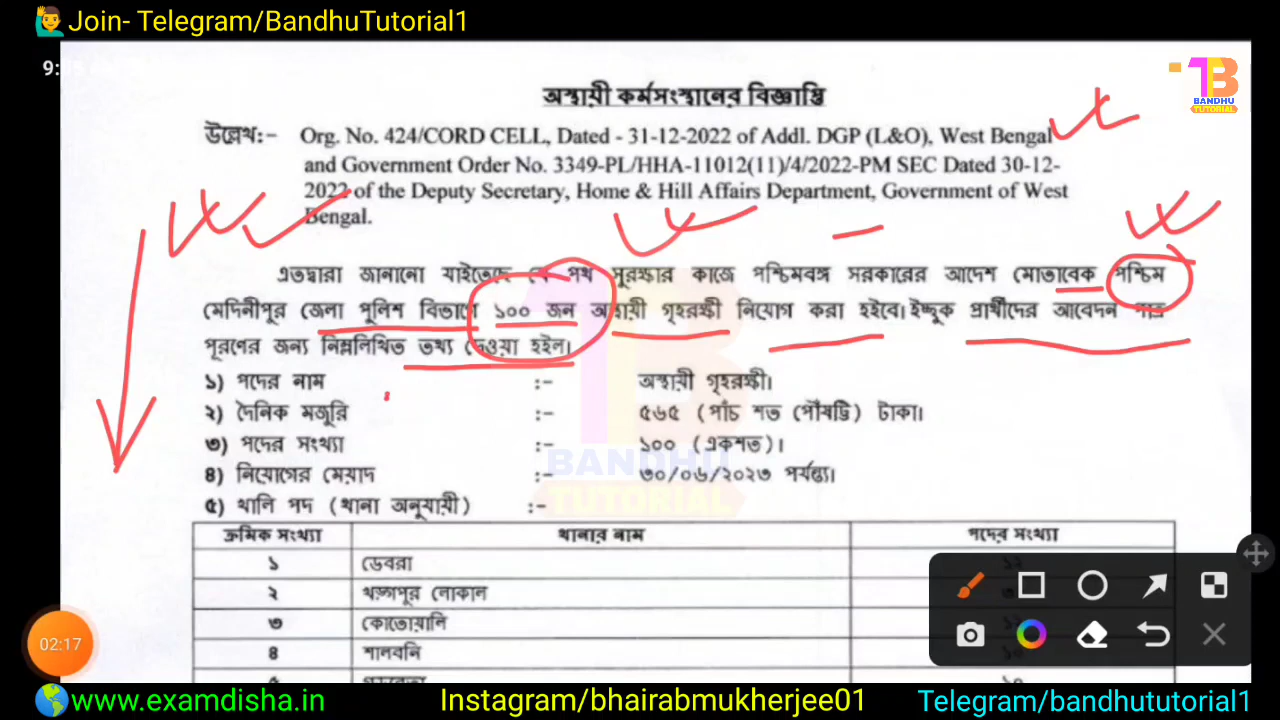 Join- Telegram/BandhuTutorial1
BANDHU
TUTORIAL
অস্থায়ী কর্মসংস্থানের বিজ্ঞাপ্তি
উল্লেখ:- Org. No. 424/CORD CELL, Dated - 31-12-2022 of Addl. DGP (L&O), West Bengal
and Government Order No. 3349-PL/HHA-11012(11)/4/2022-PM SEC Dated 30-12-
2022 of the Deputy Secretary, Home & Hill Affairs Department, Government of West
Bengal.
এতদ্বারা জানানো যাইতেছে যে পথ সুরক্ষার কাজে পশ্চিমবঙ্গ সরকারের আদেশ মোতাবেক পশ্চিম
মেদিনীপুর জেলা পুলিশ বিভাগে ১০০ জন অস্থায়ী গৃহরক্ষী নিয়োগ করা হইবে। ইচ্ছুক প্রার্থীদের আবেদন পত্র
পূরণের জন্য নিম্নলিখিত তথ্য দেওয়া হইল।
১) পদের নাম :- অস্থায়ী গৃহরক্ষী।
২) দৈনিক মজুরি :- ৫৬৫ (পাঁচ শত পৌঁষট্টি) টাকা।
৩) পদের সংখ্যা :- ১০০ (একশত)।
৪) নিয়োগের মেয়াদ :- ৩০/০৬/২০২৩ পর্যন্ত্য।
BANDHU
TUTORIAL
৫) খালি পদ (থানা অনুযায়ী) :-
ক্রমিক সংখ্যা থানার নাম পদের সংখ্যা
১ ডেবরা
২ খড়্গপুর লোকাল
৩ কোতোয়ালি
৪ শালবনি
02:17
www.examdisha.in
Instagram/bhairabmukherjee01
Telegram/bandhututorial1